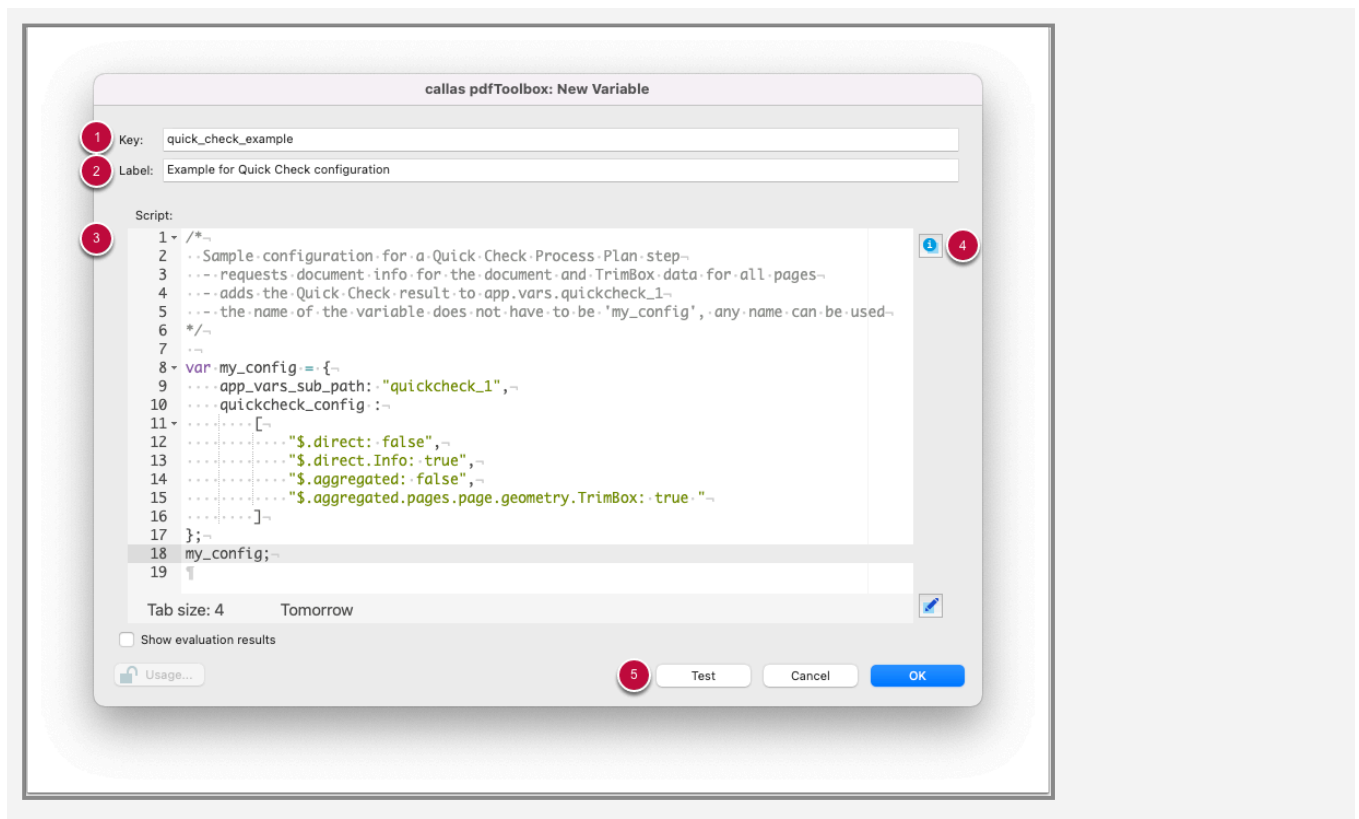 callas pdfToolbox: New Variable
1 Key: quick_check_example
2 Label: Example for Quick Check configuration
Script:
3
4
1 /*¬
2 ··Sample·configuration·for·a·Quick·Check·Process·Plan·step¬
3 ··-·requests·document·info·for·the·document·and·TrimBox·data·for·all·pages¬
4 ··-·adds·the·Quick·Check·result·to·app.vars.quickcheck_1¬
5 ··-·the·name·of·the·variable·does·not·have·to·be·'my_config',·any·name·can·be·used¬
6 */¬
7 ·¬
8 var·my_config·=·{¬
9 ····app_vars_sub_path:·"quickcheck_1",¬
10 ····quickcheck_config·:¬
11 ········[¬
12 ············"$.direct:·false",¬
13 ············"$.direct.Info:·true",¬
14 ············"$.aggregated:·false",¬
15 ············"$.aggregated.pages.page.geometry.TrimBox:·true·"¬
16 ········]¬
17 };¬
18 my_config;¬
19 ¶
Tab size: 4 Tomorrow
Show evaluation results
Usage... 5 Test Cancel OK